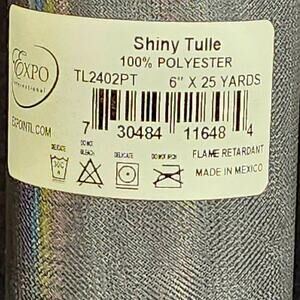 Shiny Tulle
100% POLYESTER
TL2402PT 6" X 25 YARDS
EXPO
International
EXPOINTL.COM
7 30484 11648 4
DELICATE DO NOT BLEACH DELICATE DO NOT IRON
30C
FLAME RETARDANT
MADE IN MEXICO